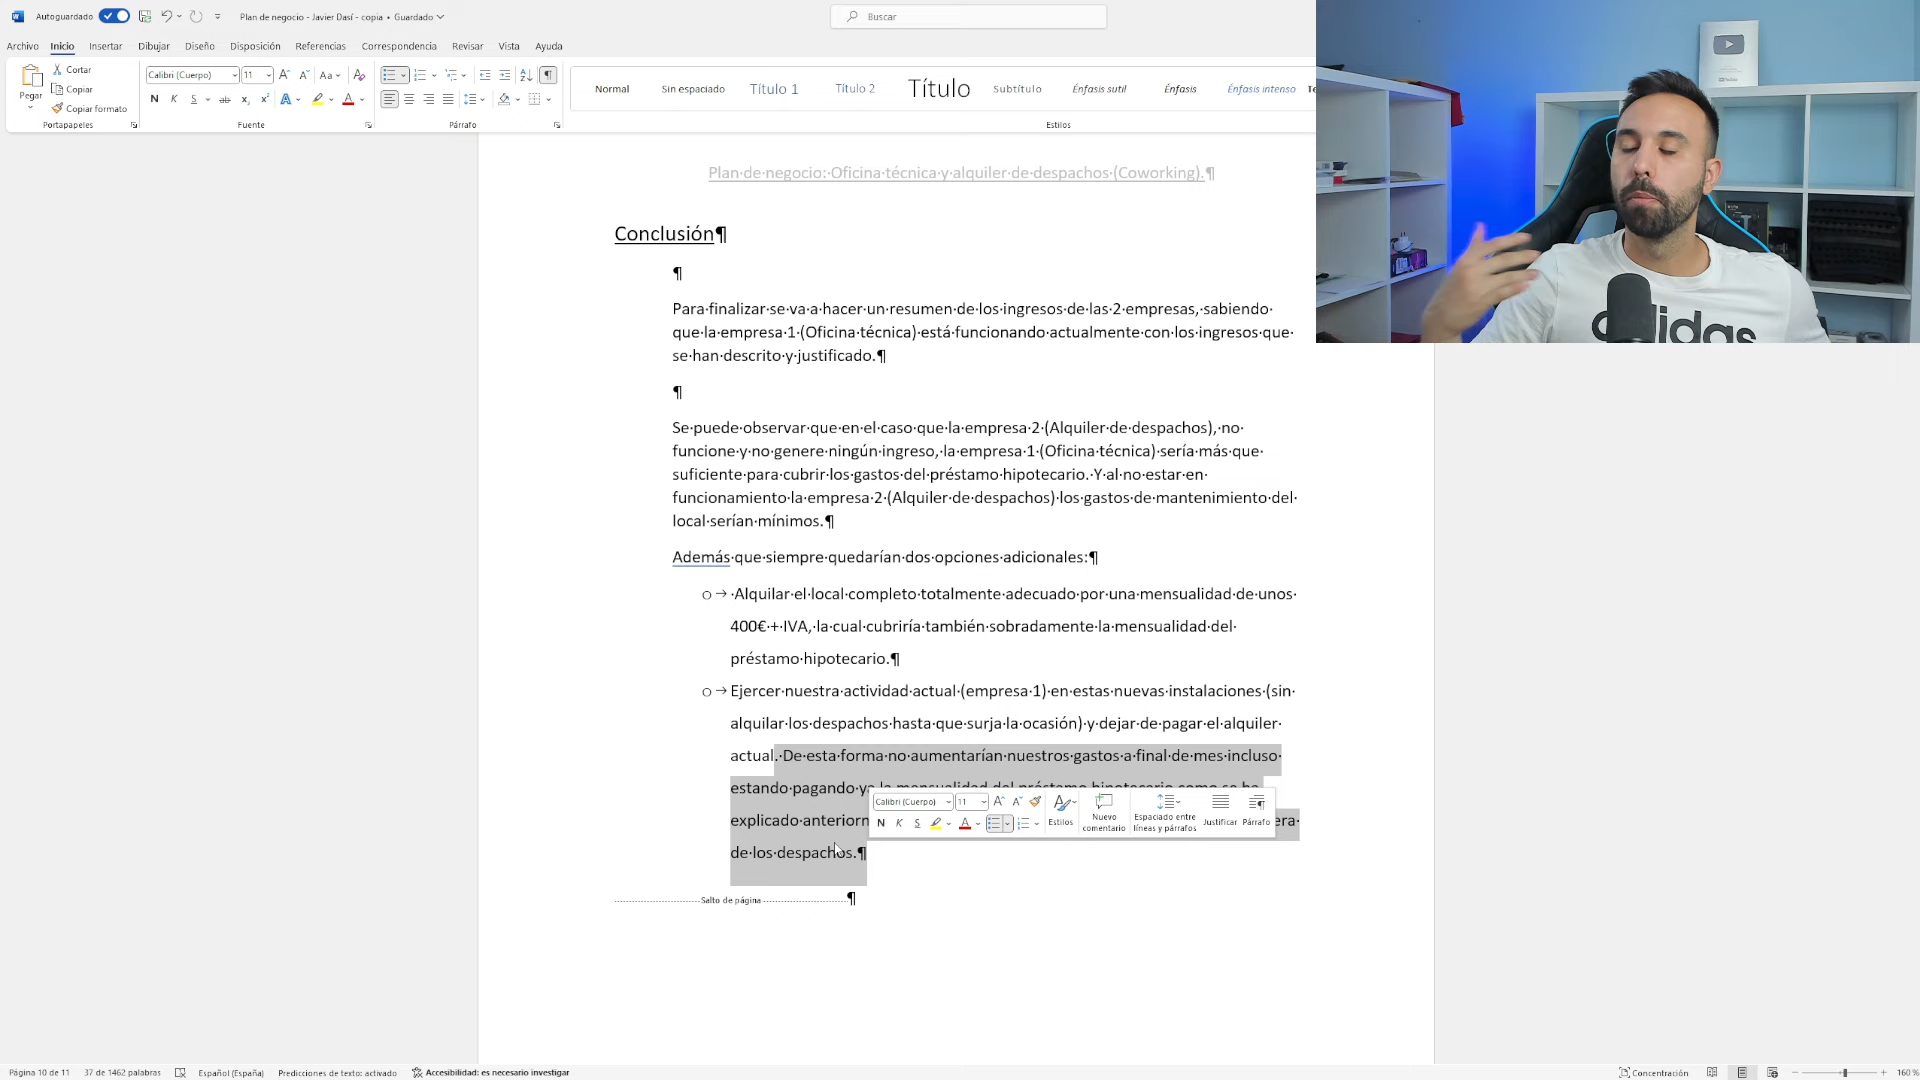 Autoguardado Plan de negocio - Javier Dasí - copia • Guardado Buscar
Archivo Inicio Insertar Dibujar Diseño Disposición Referencias Correspondencia Revisar Vista Ayuda
Pegar
Cortar
Copiar
Copiar formato
Portapapeles
Calibri (Cuerpo) 11
N K S ab x₂ x² A A
Fuente
Párrafo
Normal Sin espaciado Título 1 Título 2 Título Subtítulo Énfasis sutil Énfasis Énfasis intenso
Estilos
Plan·de·negocio:·Oficina·técnica·y·alquiler·de·despachos·(Coworking).¶
Conclusión¶
¶
Para·finalizar·se·va·a·hacer·un·resumen·de·los·ingresos·de·las·2·empresas,·sabiendo·
que·la·empresa·1·(Oficina·técnica)·está·funcionando·actualmente·con·los·ingresos·que·
se·han·descrito·y·justificado.¶
¶
Se·puede·observar·que·en·el·caso·que·la·empresa·2·(Alquiler·de·despachos),·no·
funcione·y·no·genere·ningún·ingreso,·la·empresa·1·(Oficina·técnica)·sería·más·que·
suficiente·para·cubrir·los·gastos·del·préstamo·hipotecario.·Y·al·no·estar·en·
funcionamiento·la·empresa·2·(Alquiler·de·despachos)·los·gastos·de·mantenimiento·del·
local·serían·mínimos.¶
Además·que·siempre·quedarían·dos·opciones·adicionales:¶
o→·Alquilar·el·local·completo·totalmente·adecuado·por·una·mensualidad·de·unos·
400€·+·IVA,·la·cual·cubriría·también·sobradamente·la·mensualidad·del·
préstamo·hipotecario.¶
o→Ejercer·nuestra·actividad·actual·(empresa·1)·en·estas·nuevas·instalaciones·(sin·
alquilar·los·despachos·hasta·que·surja·la·ocasión)·y·dejar·de·pagar·el·alquiler·
actual.·De·esta·forma·no·aumentarían·nuestros·gastos·a·final·de·mes·incluso·
estando·pagando·ya·la·mensualidad·del·préstamo·hipotecario·como·se·ha·
explicado
de·los·despachos.¶
Calibri (Cuerpo) 11
N K S
Estilos
Nuevo comentario
Espaciado entre líneas y párrafos
Justificar
Párrafo
Salto de página ¶
adidas
Página 10 de 11 37 de 1462 palabras Español (España) Predicciones de texto: activado Accesibilidad: es necesario investigar Concentración 160 %